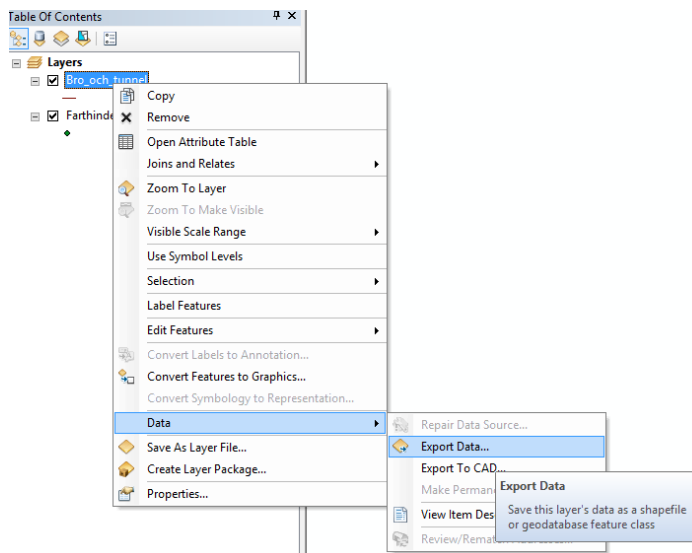 Table Of Contents
Layers
Bro_och_tunnel
Farthinde
Copy
Remove
Open Attribute Table
Joins and Relates
Zoom To Layer
Zoom To Make Visible
Visible Scale Range
Use Symbol Levels
Selection
Label Features
Edit Features
Convert Labels to Annotation...
Convert Features to Graphics...
Convert Symbology to Representation...
Data
Save As Layer File...
Create Layer Package...
Properties...
Repair Data Source...
Export Data...
Export To CAD...
Make Perman
View Item Des
Review/Rematch Addresses...
Export Data
Save this layer's data as a shapefile
or geodatabase feature class